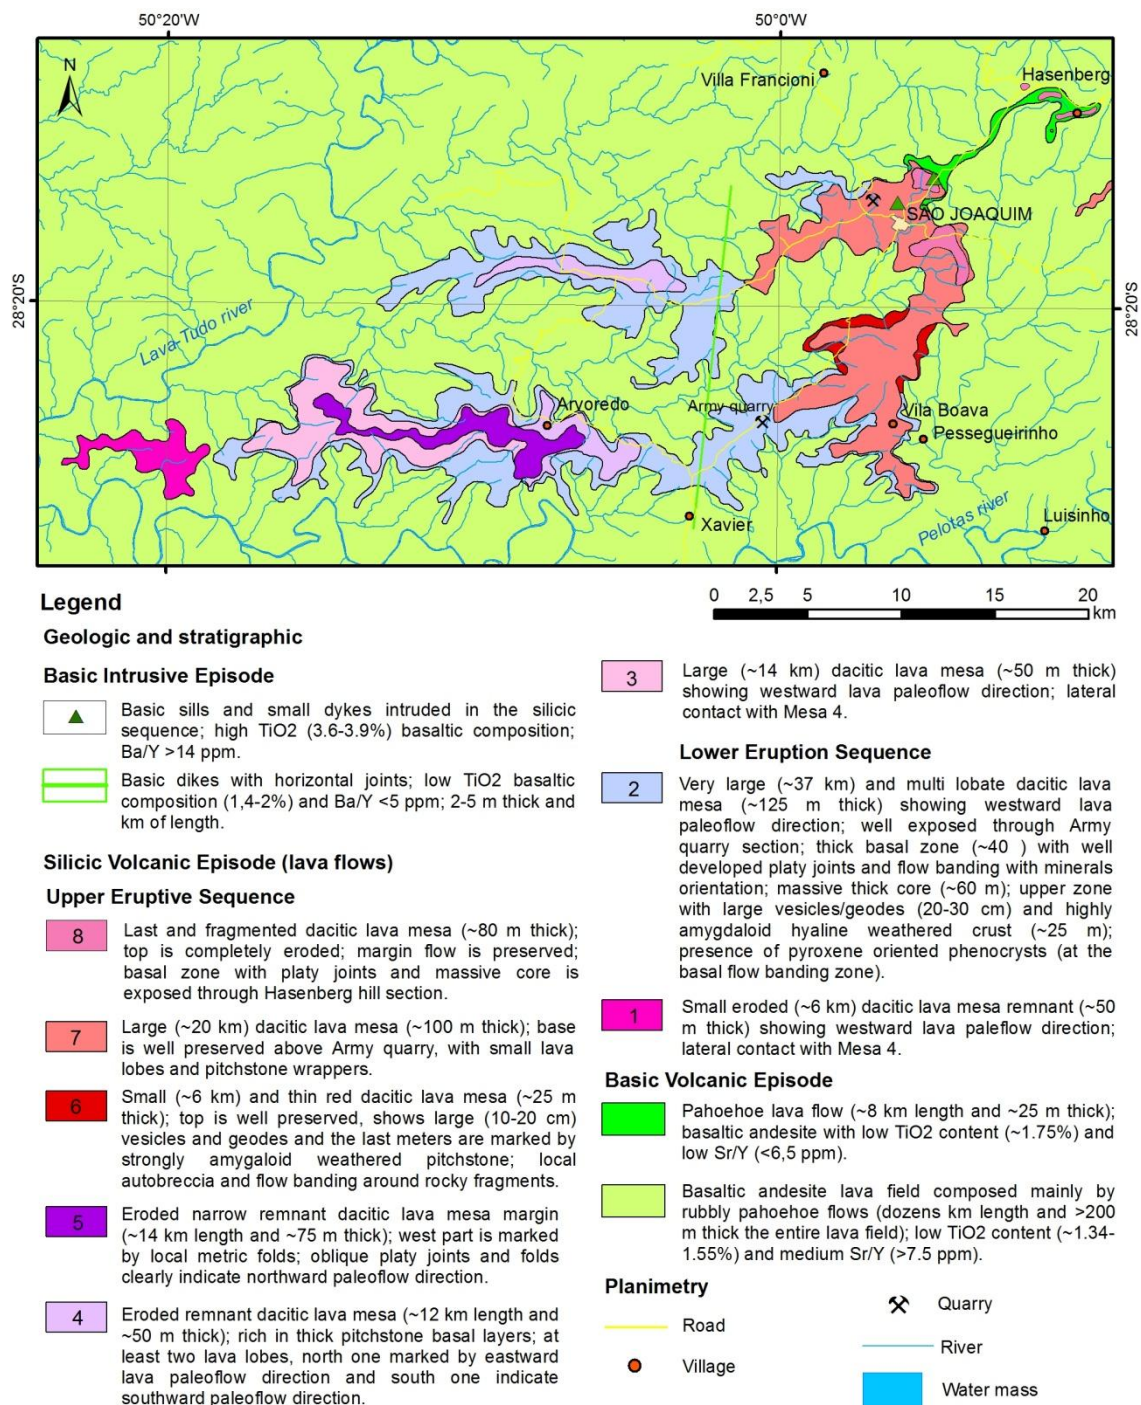 50°20'W
50°0'W
N
Villa Francioni
Hasenberg
SÃO JOAQUIM
28°20'S
28°20'S
Lava-Tudo river
Arvoredo
Army quarry
Vila Boava
Pessegueirinho
Xavier
Pelotas river
Luisinho
0 2,5 5 10 15 20
km
Legend
Geologic and stratigraphic
Basic Intrusive Episode
Basic sills and small dykes intruded in the silicic
sequence; high TiO2 (3.6-3.9%) basaltic composition;
Ba/Y >14 ppm.
Basic dikes with horizontal joints; low TiO2 basaltic
composition (1,4-2%) and Ba/Y <5 ppm; 2-5 m thick and
km of length.
Silicic Volcanic Episode (lava flows)
Upper Eruptive Sequence
8
Last and fragmented dacitic lava mesa (~80 m thick);
top is completely eroded; margin flow is preserved;
basal zone with platy joints and massive core is
exposed through Hasenberg hill section.
7
Large (~20 km) dacitic lava mesa (~100 m thick); base
is well preserved above Army quarry, with small lava
lobes and pitchstone wrappers.
6
Small (~6 km) and thin red dacitic lava mesa (~25 m
thick); top is well preserved, shows large (10-20 cm)
vesicles and geodes and the last meters are marked by
strongly amygaloid weathered pitchstone; local
autobreccia and flow banding around rocky fragments.
5
Eroded narrow remnant dacitic lava mesa margin
(~14 km length and ~75 m thick); west part is marked
by local metric folds; oblique platy joints and folds
clearly indicate northward paleoflow direction.
4
Eroded remnant dacitic lava mesa (~12 km length and
~50 m thick); rich in thick pitchstone basal layers; at
least two lava lobes, north one marked by eastward
lava paleoflow direction and south one indicate
southward paleoflow direction.
3
Large (~14 km) dacitic lava mesa (~50 m thick)
showing westward lava paleoflow direction; lateral
contact with Mesa 4.
Lower Eruption Sequence
2
Very large (~37 km) and multi lobate dacitic lava
mesa (~125 m thick) showing westward lava
paleoflow direction; well exposed through Army
quarry section; thick basal zone (~40 ) with well
developed platy joints and flow banding with minerals
orientation; massive thick core (~60 m); upper zone
with large vesicles/geodes (20-30 cm) and highly
amygdaloid hyaline weathered crust (~25 m);
presence of pyroxene oriented phenocrysts (at the
basal flow banding zone).
1
Small eroded (~6 km) dacitic lava mesa remnant (~50
m thick) showing westward lava paleflow direction;
lateral contact with Mesa 4.
Basic Volcanic Episode
Pahoehoe lava flow (~8 km length and ~25 m thick);
basaltic andesite with low TiO2 content (~1.75%) and
low Sr/Y (<6,5 ppm).
Basaltic andesite lava field composed mainly by
rubbly pahoehoe flows (dozens km length and >200
m thick the entire lava field); low TiO2 content (~1.34-
1.55%) and medium Sr/Y (>7.5 ppm).
Planimetry
Road
Village
Quarry
River
Water mass